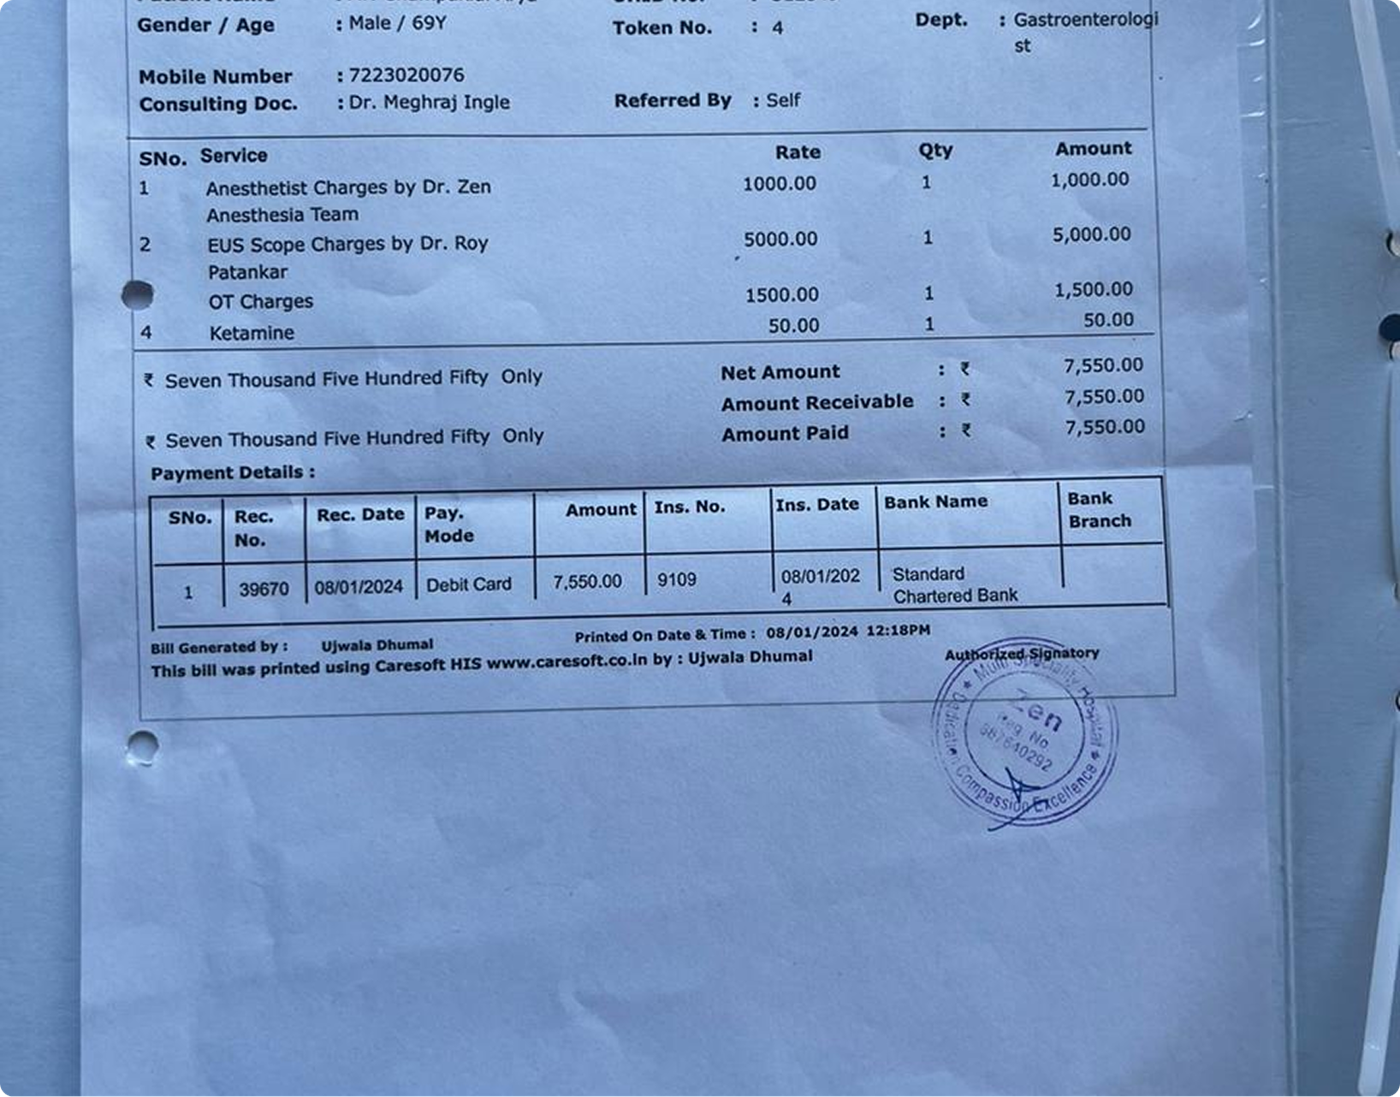 Gender / Age : Male / 69Y Token No. : 4 Dept. : Gastroenterologi
st
Mobile Number : 7223020076
Consulting Doc. : Dr. Meghraj Ingle Referred By : Self
SNo. Service Rate Qty Amount
1 Anesthetist Charges by Dr. Zen 1000.00 1 1,000.00
Anesthesia Team
2 EUS Scope Charges by Dr. Roy 5000.00 1 5,000.00
Patankar
OT Charges 1500.00 1 1,500.00
4 Ketamine 50.00 1 50.00
₹ Seven Thousand Five Hundred Fifty Only Net Amount : ₹ 7,550.00
Amount Receivable : ₹ 7,550.00
₹ Seven Thousand Five Hundred Fifty Only Amount Paid : ₹ 7,550.00
Payment Details :
SNo. Rec. Rec. Date Pay. Amount Ins. No. Ins. Date Bank Name Bank
No. Mode Branch
1 39670 08/01/2024 Debit Card 7,550.00 9109 08/01/202 Standard
4 Chartered Bank
Bill Generated by : Ujwala Dhumal Printed On Date & Time : 08/01/2024 12:18PM
This bill was printed using Caresoft HIS www.caresoft.co.in by : Ujwala Dhumal
Authorized Signatory
Multi Speciality Hospital
Zen
Reg No
Dedication Compassion Excellence